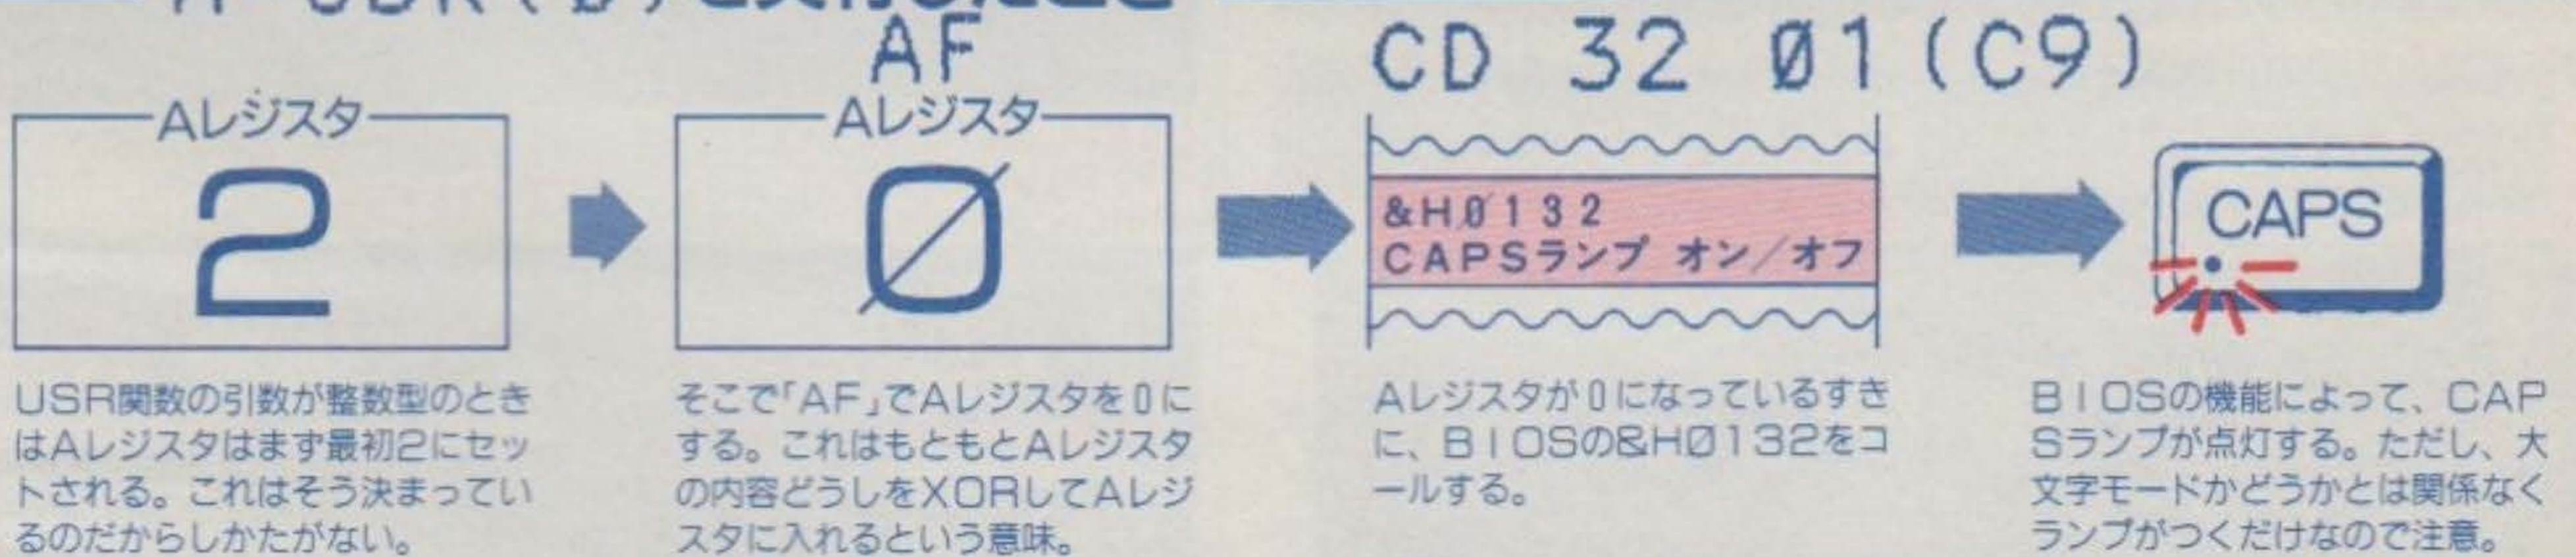 AF
CD 32 01(C9)
Aレジスタ
2
Aレジスタ
0
&H0132
CAPSランプ オン/オフ
CAPS
USR関数の引数が整数型のとき
はAレジスタはまず最初2にセッ
トされる。これはそう決まってい
るのだからしかたがない。
そこで「AF」でAレジスタを0に
する。これはもともとAレジスタ
の内容どうしをXORしてAレジ
スタに入れるという意味。
Aレジスタが0になっているすき
に、BIOSの&H0132をコ
ールする。
BIOSの機能によって、CAP
Sランプが点灯する。ただし、大
文字モードかどうかとは関係なく
ランプがつくだけなので注意。